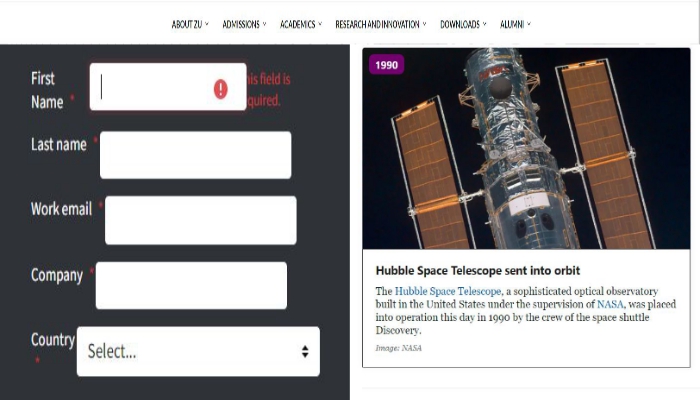 ABOUT ZU ADMISSIONS ACADEMICS RESEARCH AND INNOVATION DOWNLOADS ALUMNI
First
Name *
his field is
quired.
Last name *
Work email *
Company *
Country
*
Select...
1990
Hubble Space Telescope sent into orbit
The Hubble Space Telescope, a sophisticated optical observatory
built in the United States under the supervision of NASA, was placed
into operation this day in 1990 by the crew of the space shuttle
Discovery.
Image: NASA